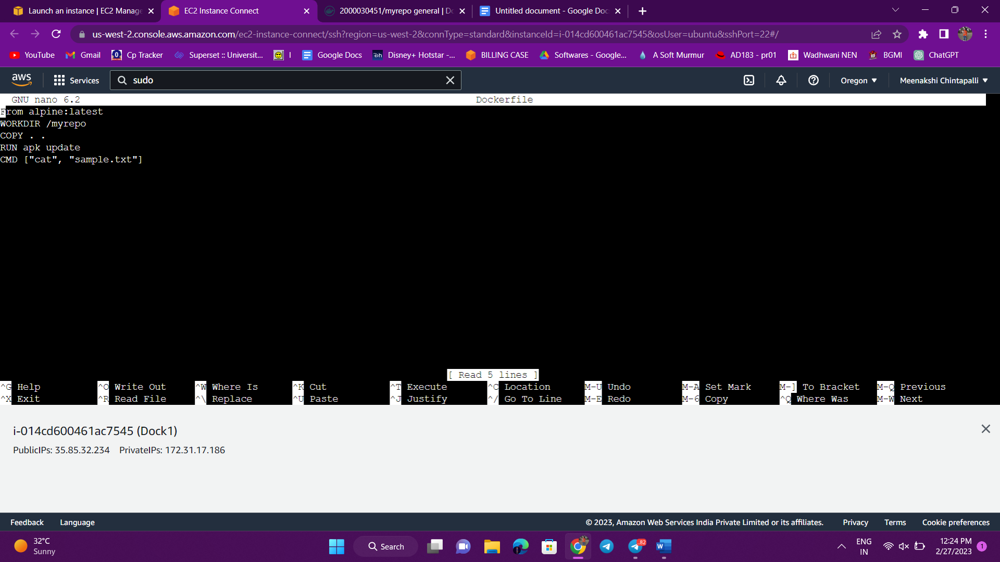 Launch an instance | EC2 Manage
EC2 Instance Connect
2000030451/myrepo general | Do
Untitled document - Google Doc
us-west-2.console.aws.amazon.com/ec2-instance-connect/ssh?region=us-west-2&connType=standard&instanceId=i-014cd600461ac7545&osUser=ubuntu&sshPort=22#/
YouTube Gmail Cp Tracker Superset :: Universit... I Google Docs Disney+ Hotstar -... BILLING CASE Softwares - Google... A Soft Murmur AD183 - pr01 Wadhwani NEN BGMI ChatGPT
aws Services sudo Oregon Meenakshi Chintapalli
GNU nano 6.2 Dockerfile
From alpine:latest
WORKDIR /myrepo
COPY . .
RUN apk update
CMD ["cat", "sample.txt"]
[ Read 5 lines ]
^G Help ^O Write Out ^W Where Is ^K Cut ^T Execute ^C Location M-U Undo M-A Set Mark M-] To Bracket M-Q Previous
^X Exit ^R Read File ^\ Replace ^U Paste ^J Justify ^/ Go To Line M-E Redo M-6 Copy ^Q Where Was M-W Next
i-014cd600461ac7545 (Dock1)
PublicIPs: 35.85.32.234 PrivateIPs: 172.31.17.186
Feedback Language © 2023, Amazon Web Services India Private Limited or its affiliates. Privacy Terms Cookie preferences
32°C
Sunny
Search
82
ENG
IN
12:24 PM
2/27/2023
1